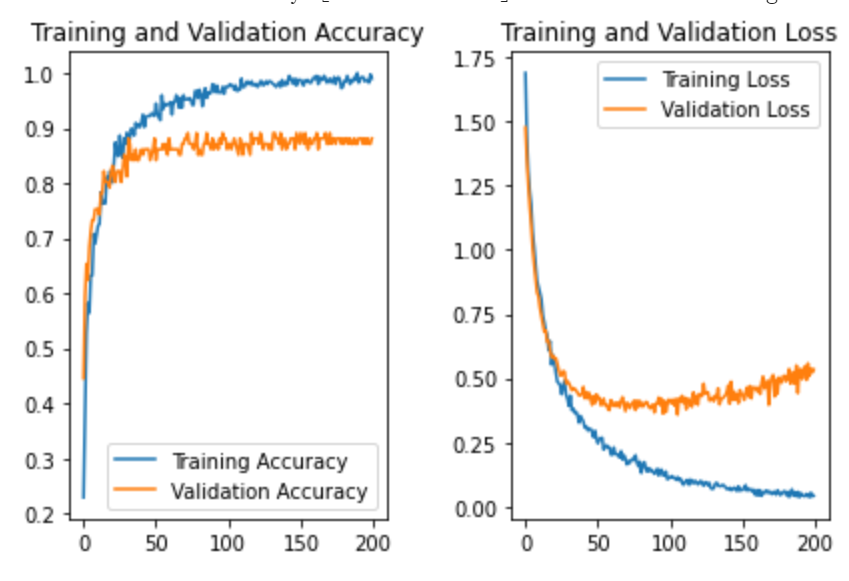 Training and Validation Accuracy
1.0
0.9
0.8
0.7
0.6
0.5
0.4
0.3
0.2
Training Accuracy
Validation Accuracy
0 50 100 150 200
Training and Validation Loss
1.75
1.50
1.25
1.00
0.75
0.50
0.25
0.00
Training Loss
Validation Loss
0 50 100 150 200